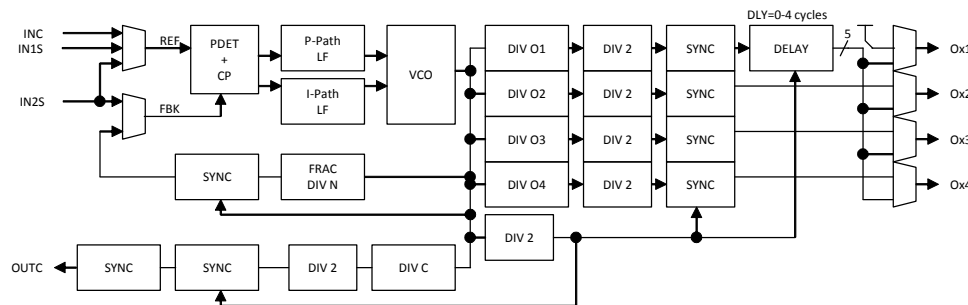 DLY=0-4 cycles
INC
IN1S
IN2S
REF
FBK
PDET
+
CP
P-Path
LF
I-Path
LF
VCO
DIV O1
DIV 2
SYNC
DELAY
5
Ox1
DIV O2
DIV 2
SYNC
Ox2
DIV O3
DIV 2
SYNC
Ox3
DIV O4
DIV 2
SYNC
Ox4
SYNC
FRAC
DIV N
DIV 2
OUTC
SYNC
SYNC
DIV 2
DIV C